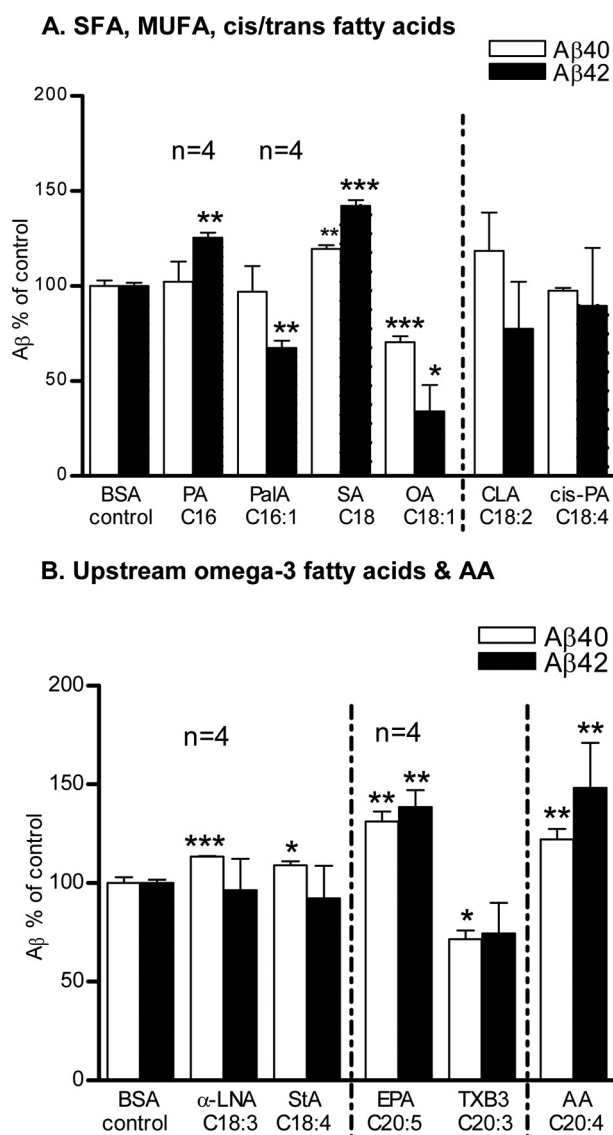 A. SFA, MUFA, cis/trans fatty acids
Aβ40
Aβ42
200
n=4 n=4
150
** *** **
100
*** **
* 
50
0
Aβ % of control
BSA PA PalA SA OA CLA cis-PA
control C16 C16:1 C18 C18:1 C18:2 C18:4
B. Upstream omega-3 fatty acids & AA
Aβ40
Aβ42
200
n=4 n=4
**
150
** ** **
*** *
100
*
50
0
Aβ % of control
BSA α-LNA StA EPA TXB3 AA
control C18:3 C18:4 C20:5 C20:3 C20:4